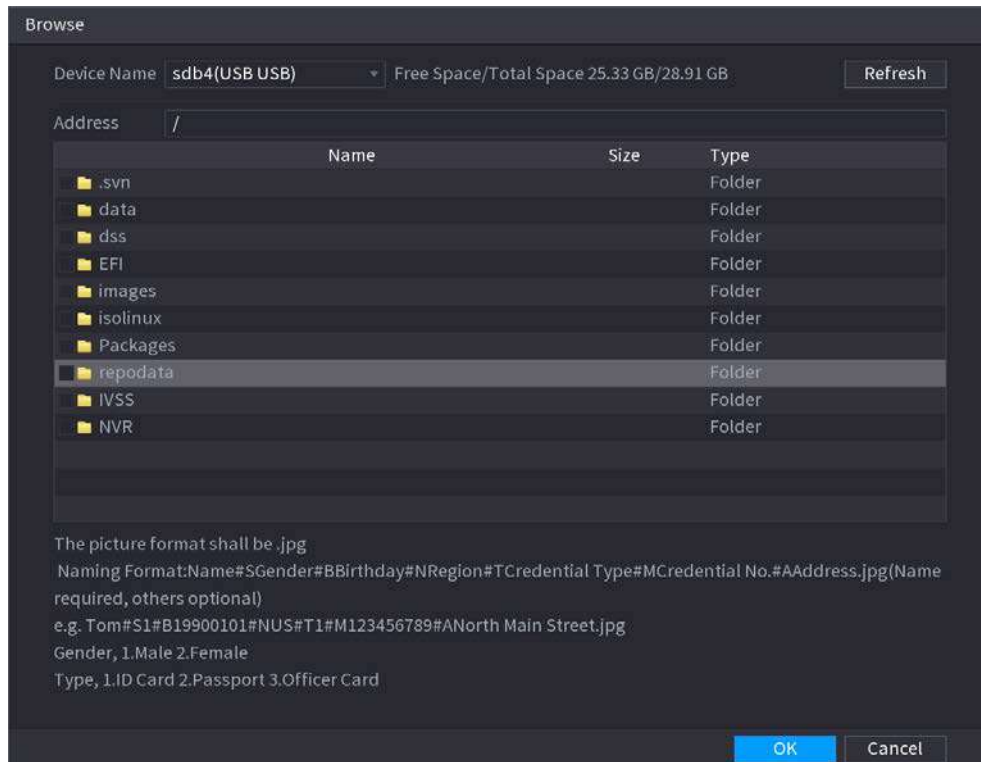 Browse
Device Name sdb4(USB USB) Free Space/Total Space 25.33 GB/28.91 GB Refresh
Address /
Name Size Type
.svn Folder
data Folder
dss Folder
EFI Folder
images Folder
isolinux Folder
Packages Folder
repodata Folder
IVSS Folder
NVR Folder
The picture format shall be .jpg
Naming Format:Name#SGender#BBirthday#NRegion#TCredential Type#MCredential No.#AAddress.jpg(Name
required, others optional)
e.g. Tom#S1#B19900101#NUS#T1#M123456789#ANorth Main Street.jpg
Gender, 1.Male 2.Female
Type, 1.ID Card 2.Passport 3.Officer Card
OK Cancel